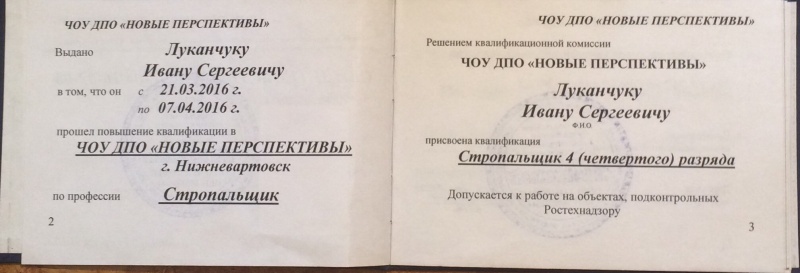 ЧОУ ДПО «НОВЫЕ ПЕРСПЕКТИВЫ»
Выдано Луканчуку
Ивану Сергеевичу
в том, что он с 21.03.2016 г.
по 07.04.2016 г.
прошел повышение квалификации в
ЧОУ ДПО «НОВЫЕ ПЕРСПЕКТИВЫ»
г. Нижневартовск
по профессии Стропальщик
2
ЧОУ ДПО «НОВЫЕ ПЕРСПЕКТИВЫ»
Решением квалификационной комиссии
ЧОУ ДПО «НОВЫЕ ПЕРСПЕКТИВЫ»
Луканчуку
Ивану Сергеевичу
Ф И О
присвоена квалификация
Стропальщик 4 (четвертого) разряда
Допускается к работе на объектах, подконтрольных
Ростехнадзору
3